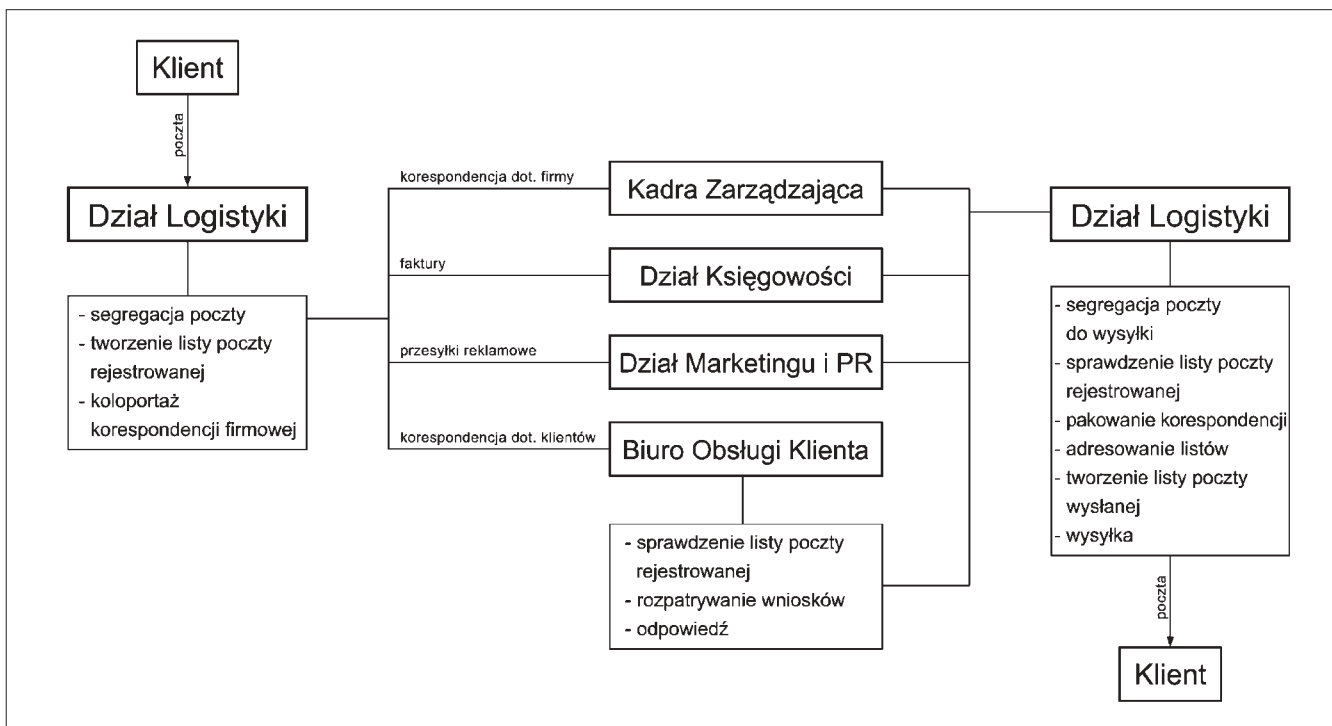 Klient
poczta
Dział Logistyki
- segregacja poczty
- tworzenie listy poczty
rejestrowanej
- koloportaż
korespondencji firmowej
korespondencja dot. firmy
Kadra Zarządzająca
faktury
Dział Księgowości
przesyłki reklamowe
Dział Marketingu i PR
korespondencja dot. klientów
Biuro Obsługi Klienta
- sprawdzenie listy poczty
rejestrowanej
- rozpatrywanie wniosków
- odpowiedź
Dział Logistyki
- segregacja poczty
do wysyłki
- sprawdzenie listy poczty
rejestrowanej
- pakowanie korespondencji
- adresowanie listów
- tworzenie listy poczty
wysłanej
- wysyłka
poczta
Klient